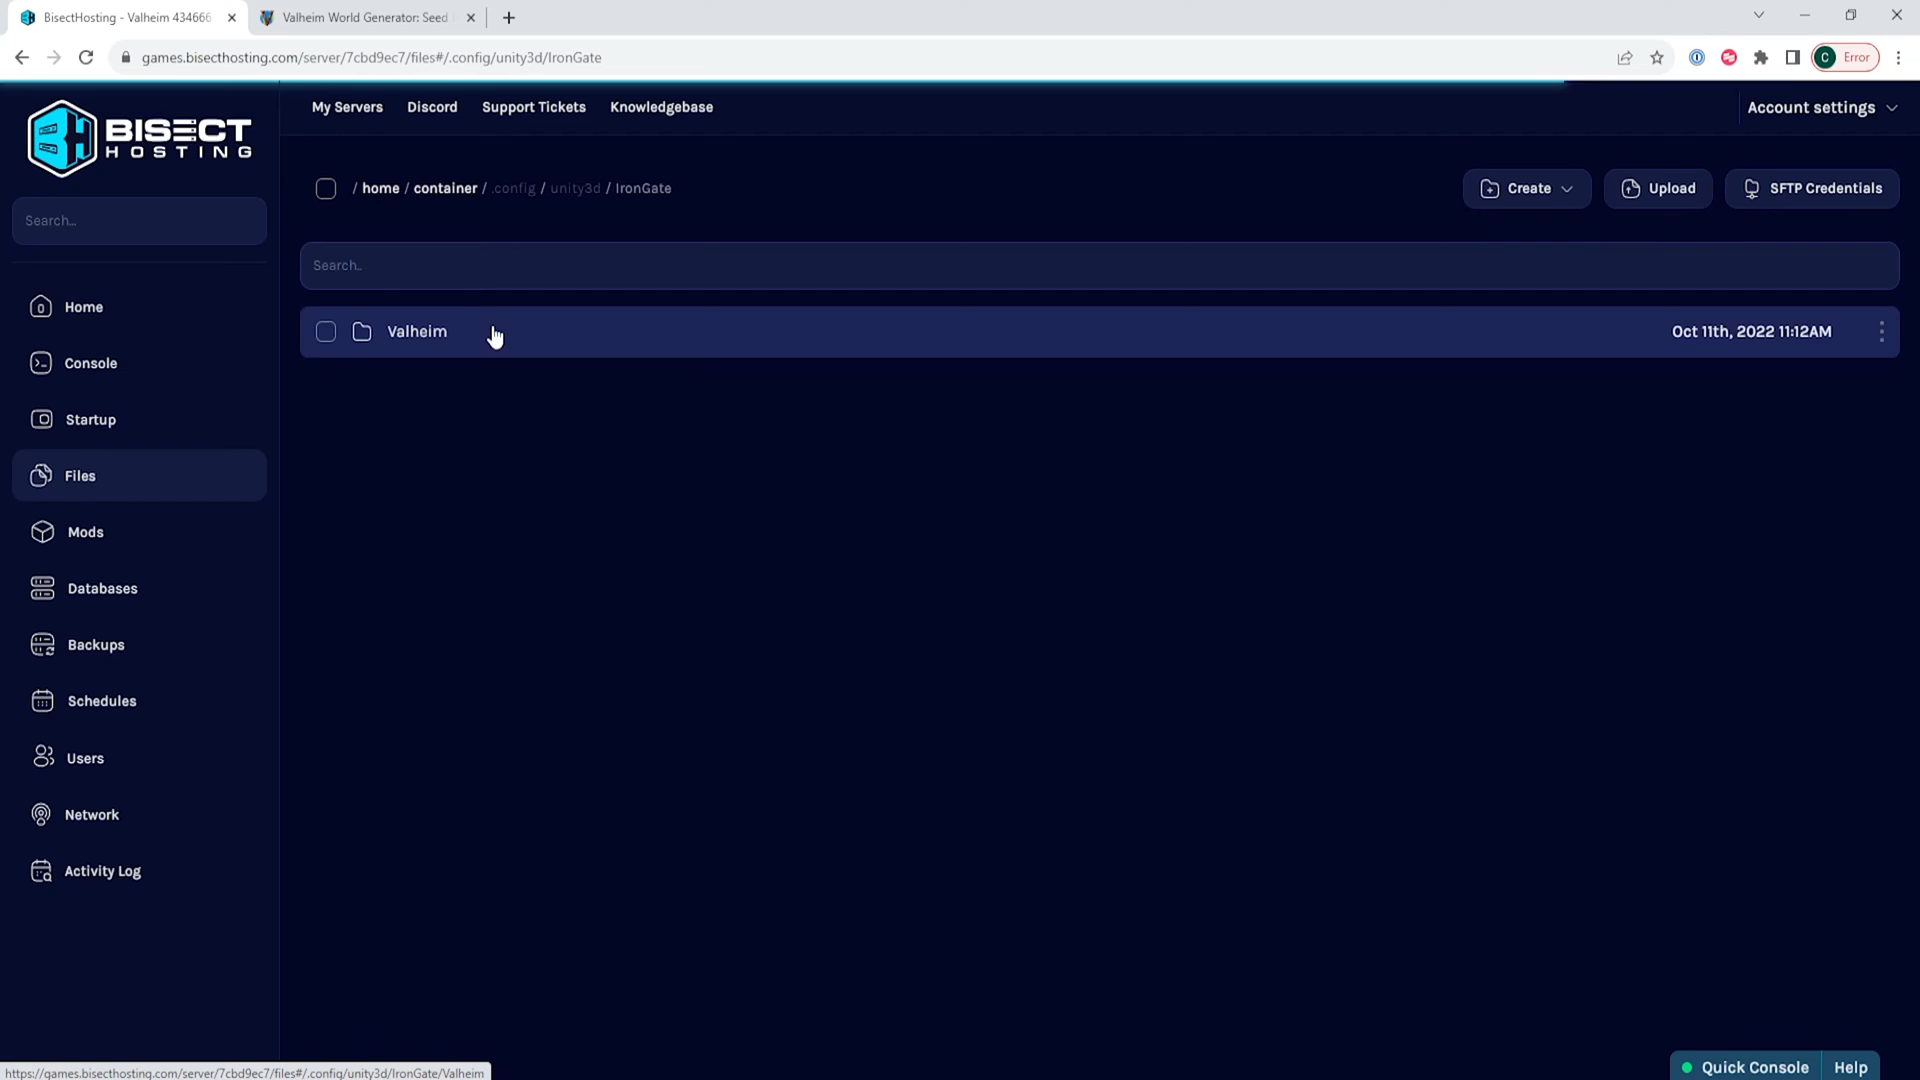 BisectHosting - Valheim 434666
Valheim World Generator: Seed
games.bisecthosting.com/server/7cbd9ec7/files#/.config/unity3d/IronGate
C
Error
BISECT
HOSTING
My Servers
Discord
Support Tickets
Knowledgebase
Account settings
/ home / container / .config / unity3d / IronGate
Create
Upload
SFTP Credentials
Search...
Search..
Home
Console
Startup
Files
Mods
Databases
Backups
Schedules
Users
Network
Activity Log
Valheim
Oct 11th, 2022 11:12AM
https://games.bisecthosting.com/server/7cbd9ec7/files#/.config/unity3d/IronGate/Valheim
Quick Console
Help